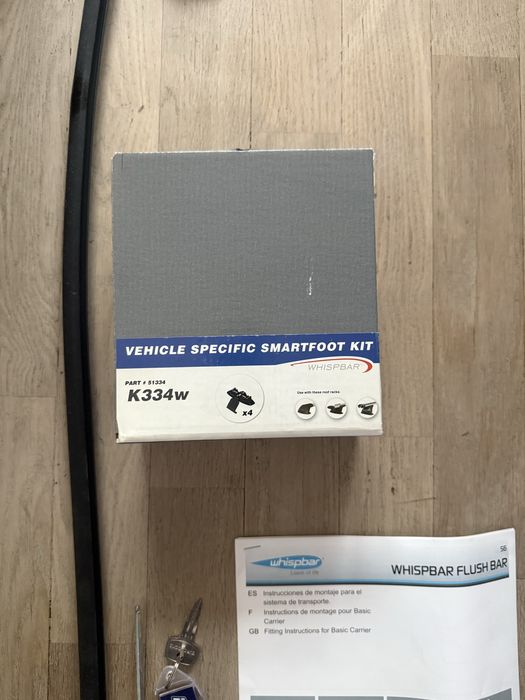 VEHICLE SPECIFIC SMARTFOOT KIT
WHISPBAR
PART # 51334
K334w
x4
Use with these roof racks
whispbar
WHISPBAR FLUSH BAR
ES Instrucciones de montaje para el
sistema de transporte.
F Instructions de montage pour Basic
Carrier
GB Fitting Instructions for Basic Carrier